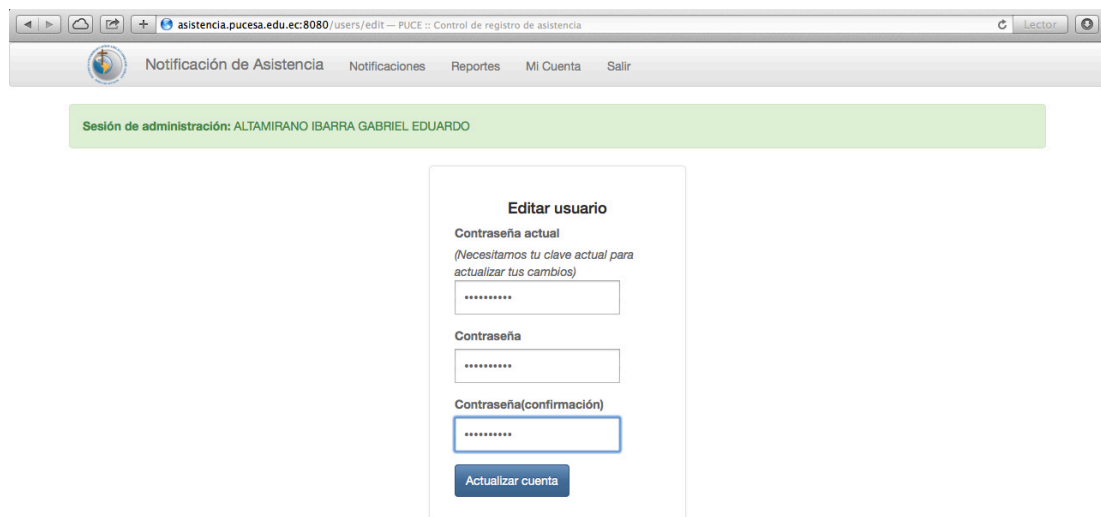 asistencia.pucesa.edu.ec:8080/users/edit — PUCE :: Control de registro de asistencia
Lector
Notificación de Asistencia Notificaciones Reportes Mi Cuenta Salir
Sesión de administración: ALTAMIRANO IBARRA GABRIEL EDUARDO
Editar usuario
Contraseña actual
(Necesitamos tu clave actual para
actualizar tus cambios)
••••••••••
Contraseña
••••••••••
Contraseña(confirmación)
••••••••••
Actualizar cuenta